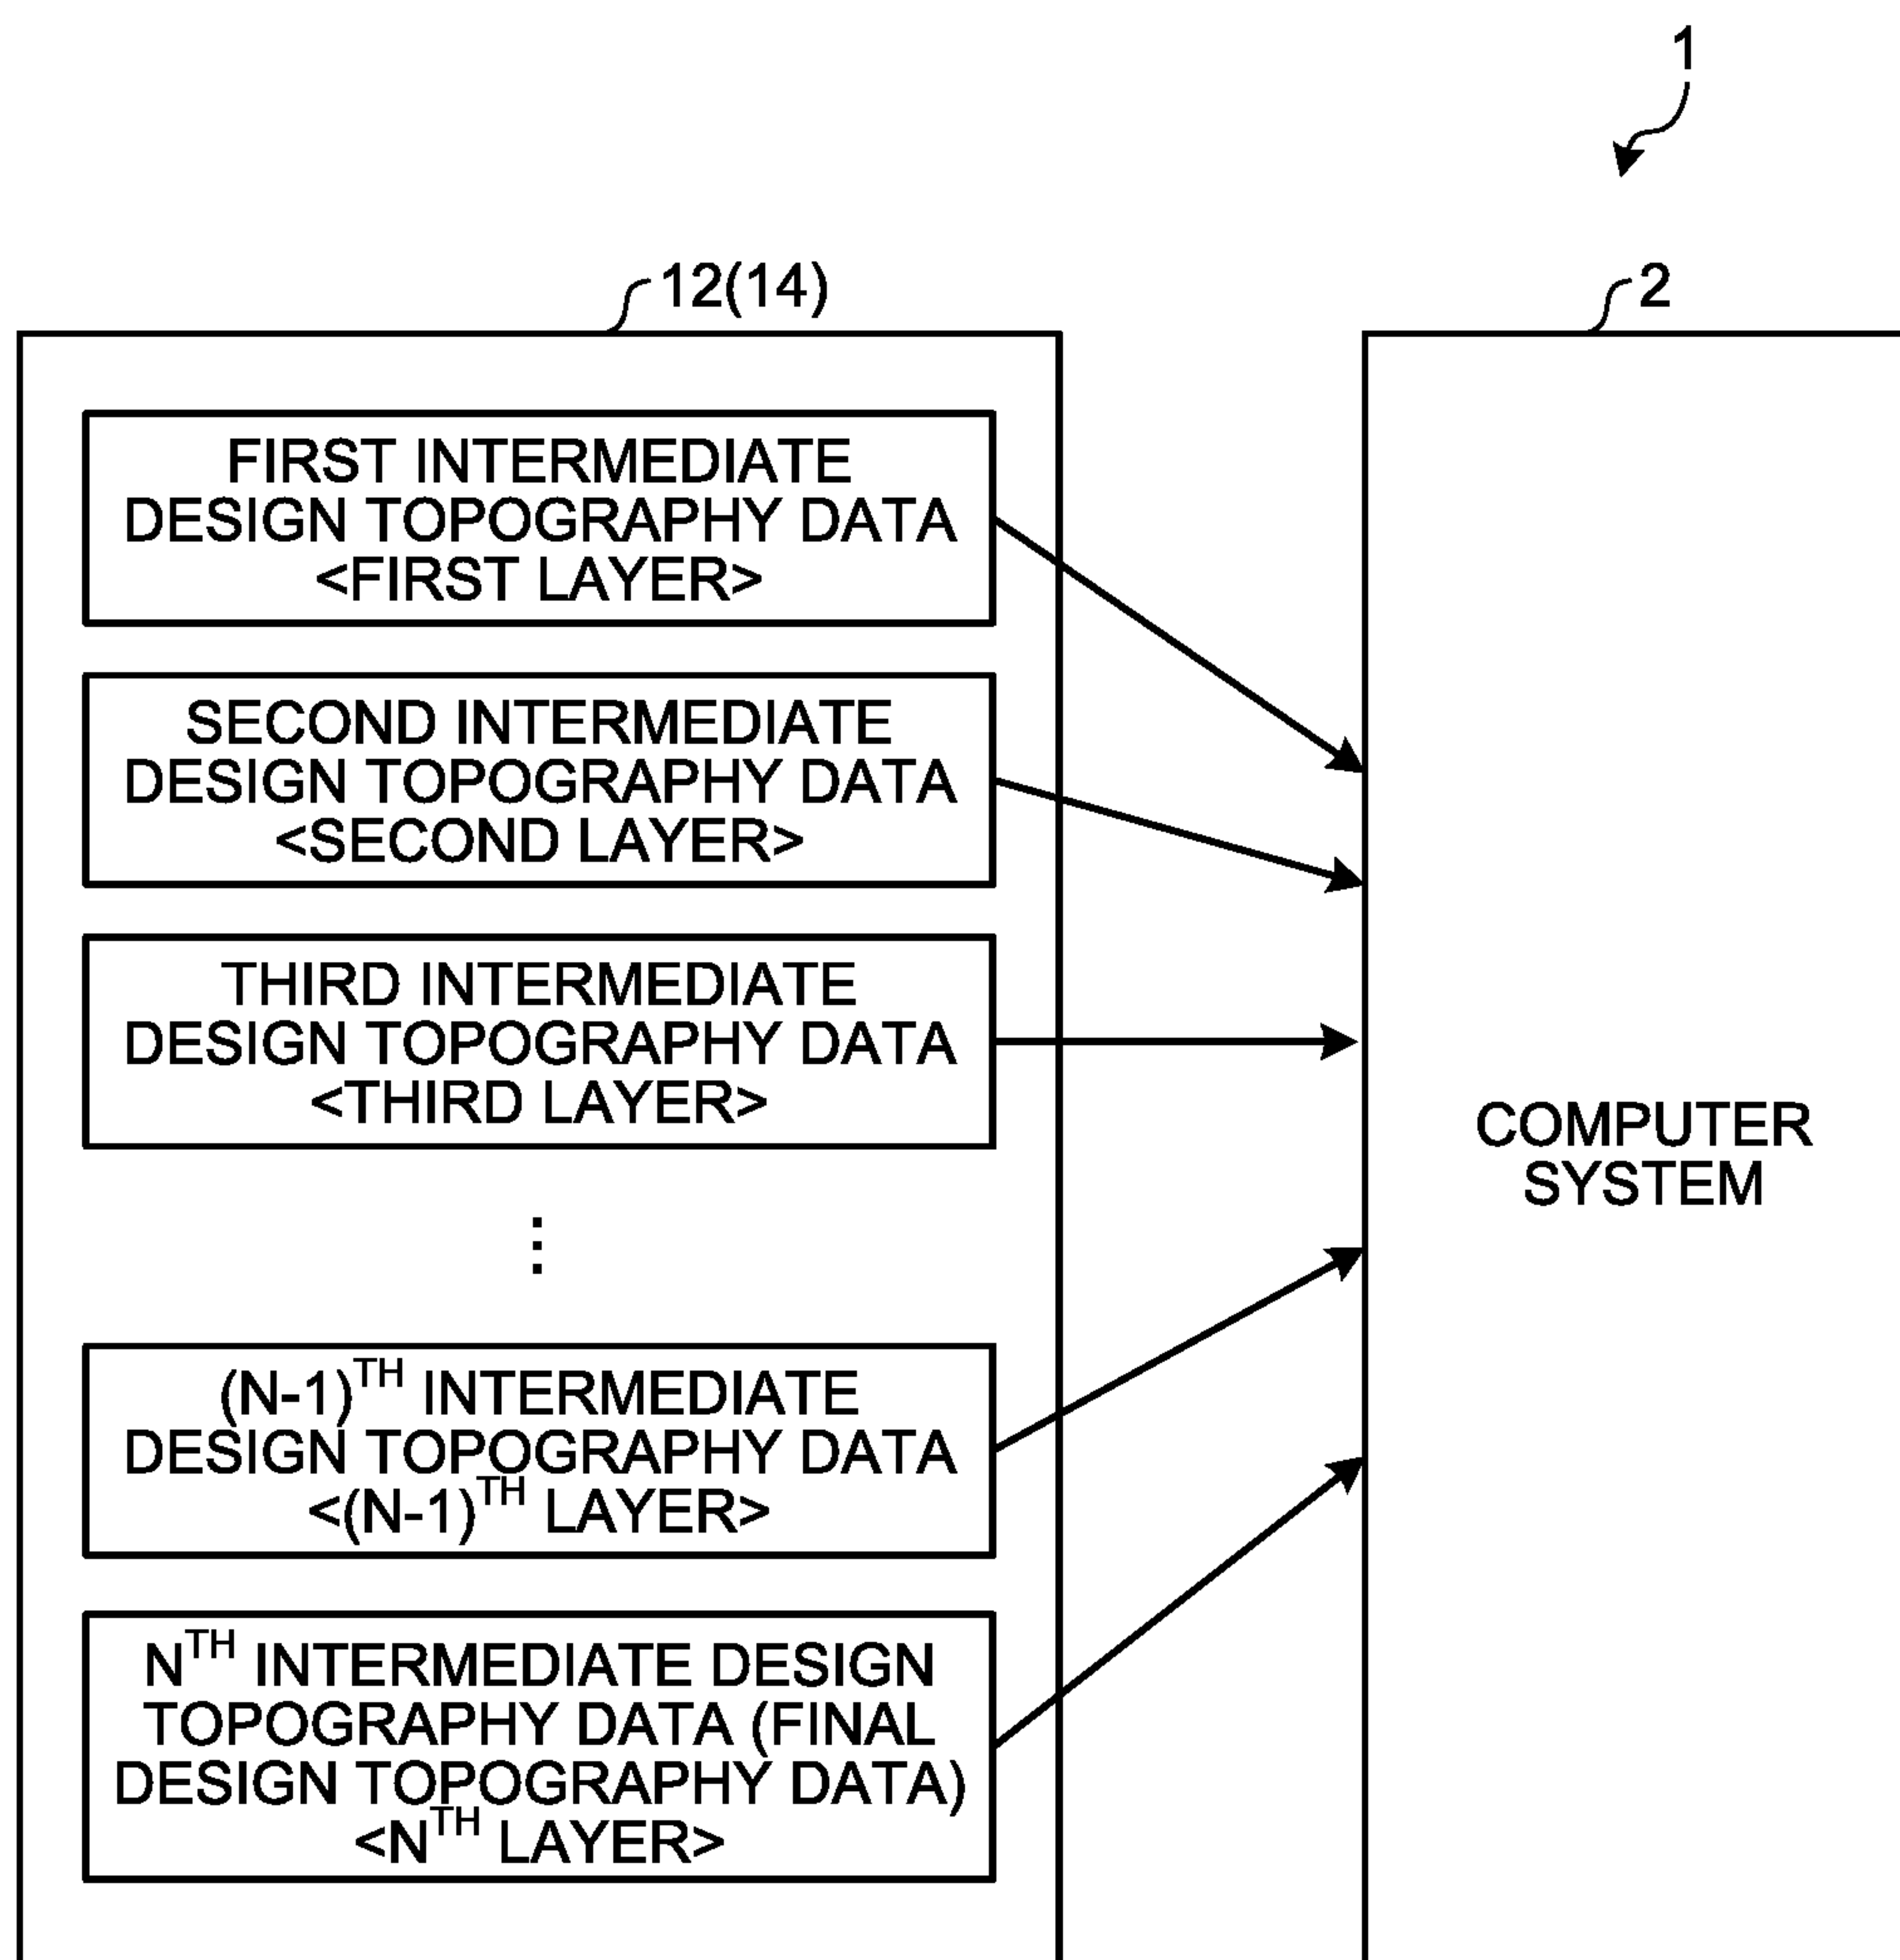 1
12(14)
2
FIRST INTERMEDIATE
DESIGN TOPOGRAPHY DATA
<FIRST LAYER>
SECOND INTERMEDIATE
DESIGN TOPOGRAPHY DATA
<SECOND LAYER>
THIRD INTERMEDIATE
DESIGN TOPOGRAPHY DATA
<THIRD LAYER>
COMPUTER
SYSTEM
⋮
(N-1)TH INTERMEDIATE
DESIGN TOPOGRAPHY DATA
<(N-1)TH LAYER>
NTH INTERMEDIATE DESIGN
TOPOGRAPHY DATA (FINAL
DESIGN TOPOGRAPHY DATA)
<NTH LAYER>